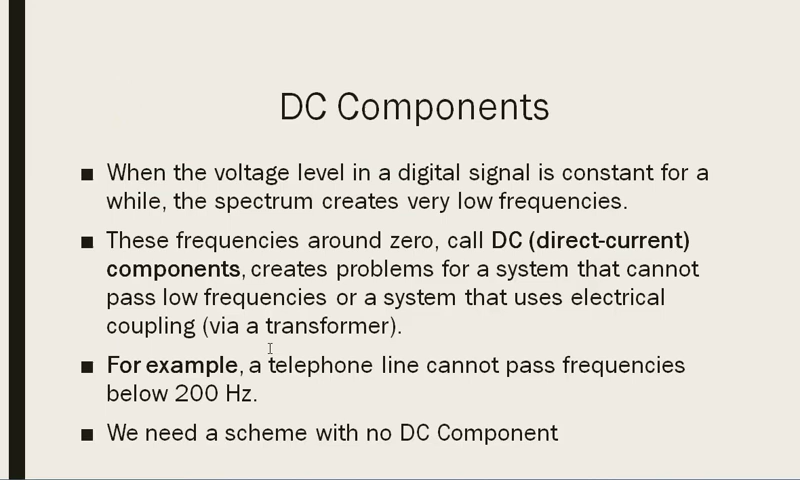 DC Components
■ When the voltage level in a digital signal is constant for a
while, the spectrum creates very low frequencies.
■ These frequencies around zero, call DC (direct-current)
components, creates problems for a system that cannot
pass low frequencies or a system that uses electrical
coupling (via a transformer).
■ For example, a telephone line cannot pass frequencies
below 200 Hz.
■ We need a scheme with no DC Component